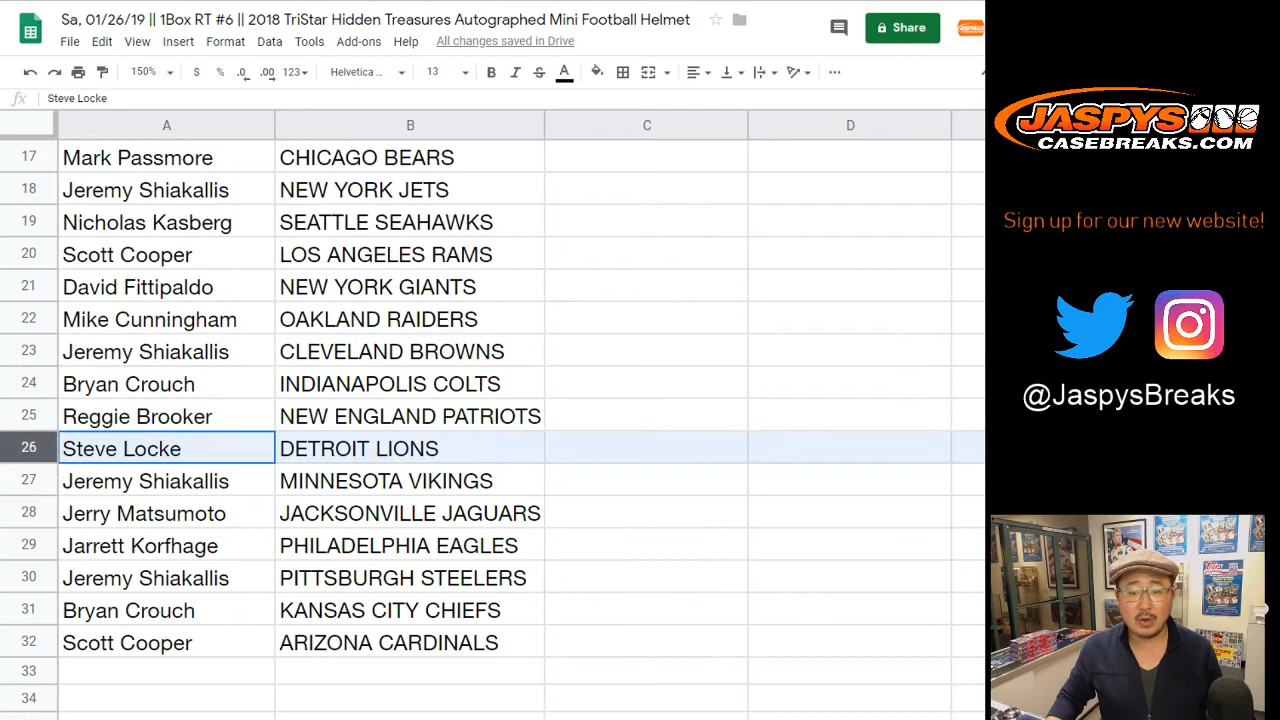 Sa, 01/26/19 || 1Box RT #6 || 2018 TriStar Hidden Treasures Autographed Mini Football Helmet
File Edit View Insert Format Data Tools Add-ons Help All changes saved in Drive
Share
150% $ % .0 .00 123 Helvetica ... 13 B I S A
fx Steve Locke
A B C D
17 Mark Passmore CHICAGO BEARS
18 Jeremy Shiakallis NEW YORK JETS
19 Nicholas Kasberg SEATTLE SEAHAWKS
20 Scott Cooper LOS ANGELES RAMS
21 David Fittipaldo NEW YORK GIANTS
22 Mike Cunningham OAKLAND RAIDERS
23 Jeremy Shiakallis CLEVELAND BROWNS
24 Bryan Crouch INDIANAPOLIS COLTS
25 Reggie Brooker NEW ENGLAND PATRIOTS
26 Steve Locke DETROIT LIONS
27 Jeremy Shiakallis MINNESOTA VIKINGS
28 Jerry Matsumoto JACKSONVILLE JAGUARS
29 Jarrett Korfhage PHILADELPHIA EAGLES
30 Jeremy Shiakallis PITTSBURGH STEELERS
31 Bryan Crouch KANSAS CITY CHIEFS
32 Scott Cooper ARIZONA CARDINALS
33
34
JASPYS
CASEBREAKS.COM
Sign up for our new website!
@JaspysBreaks